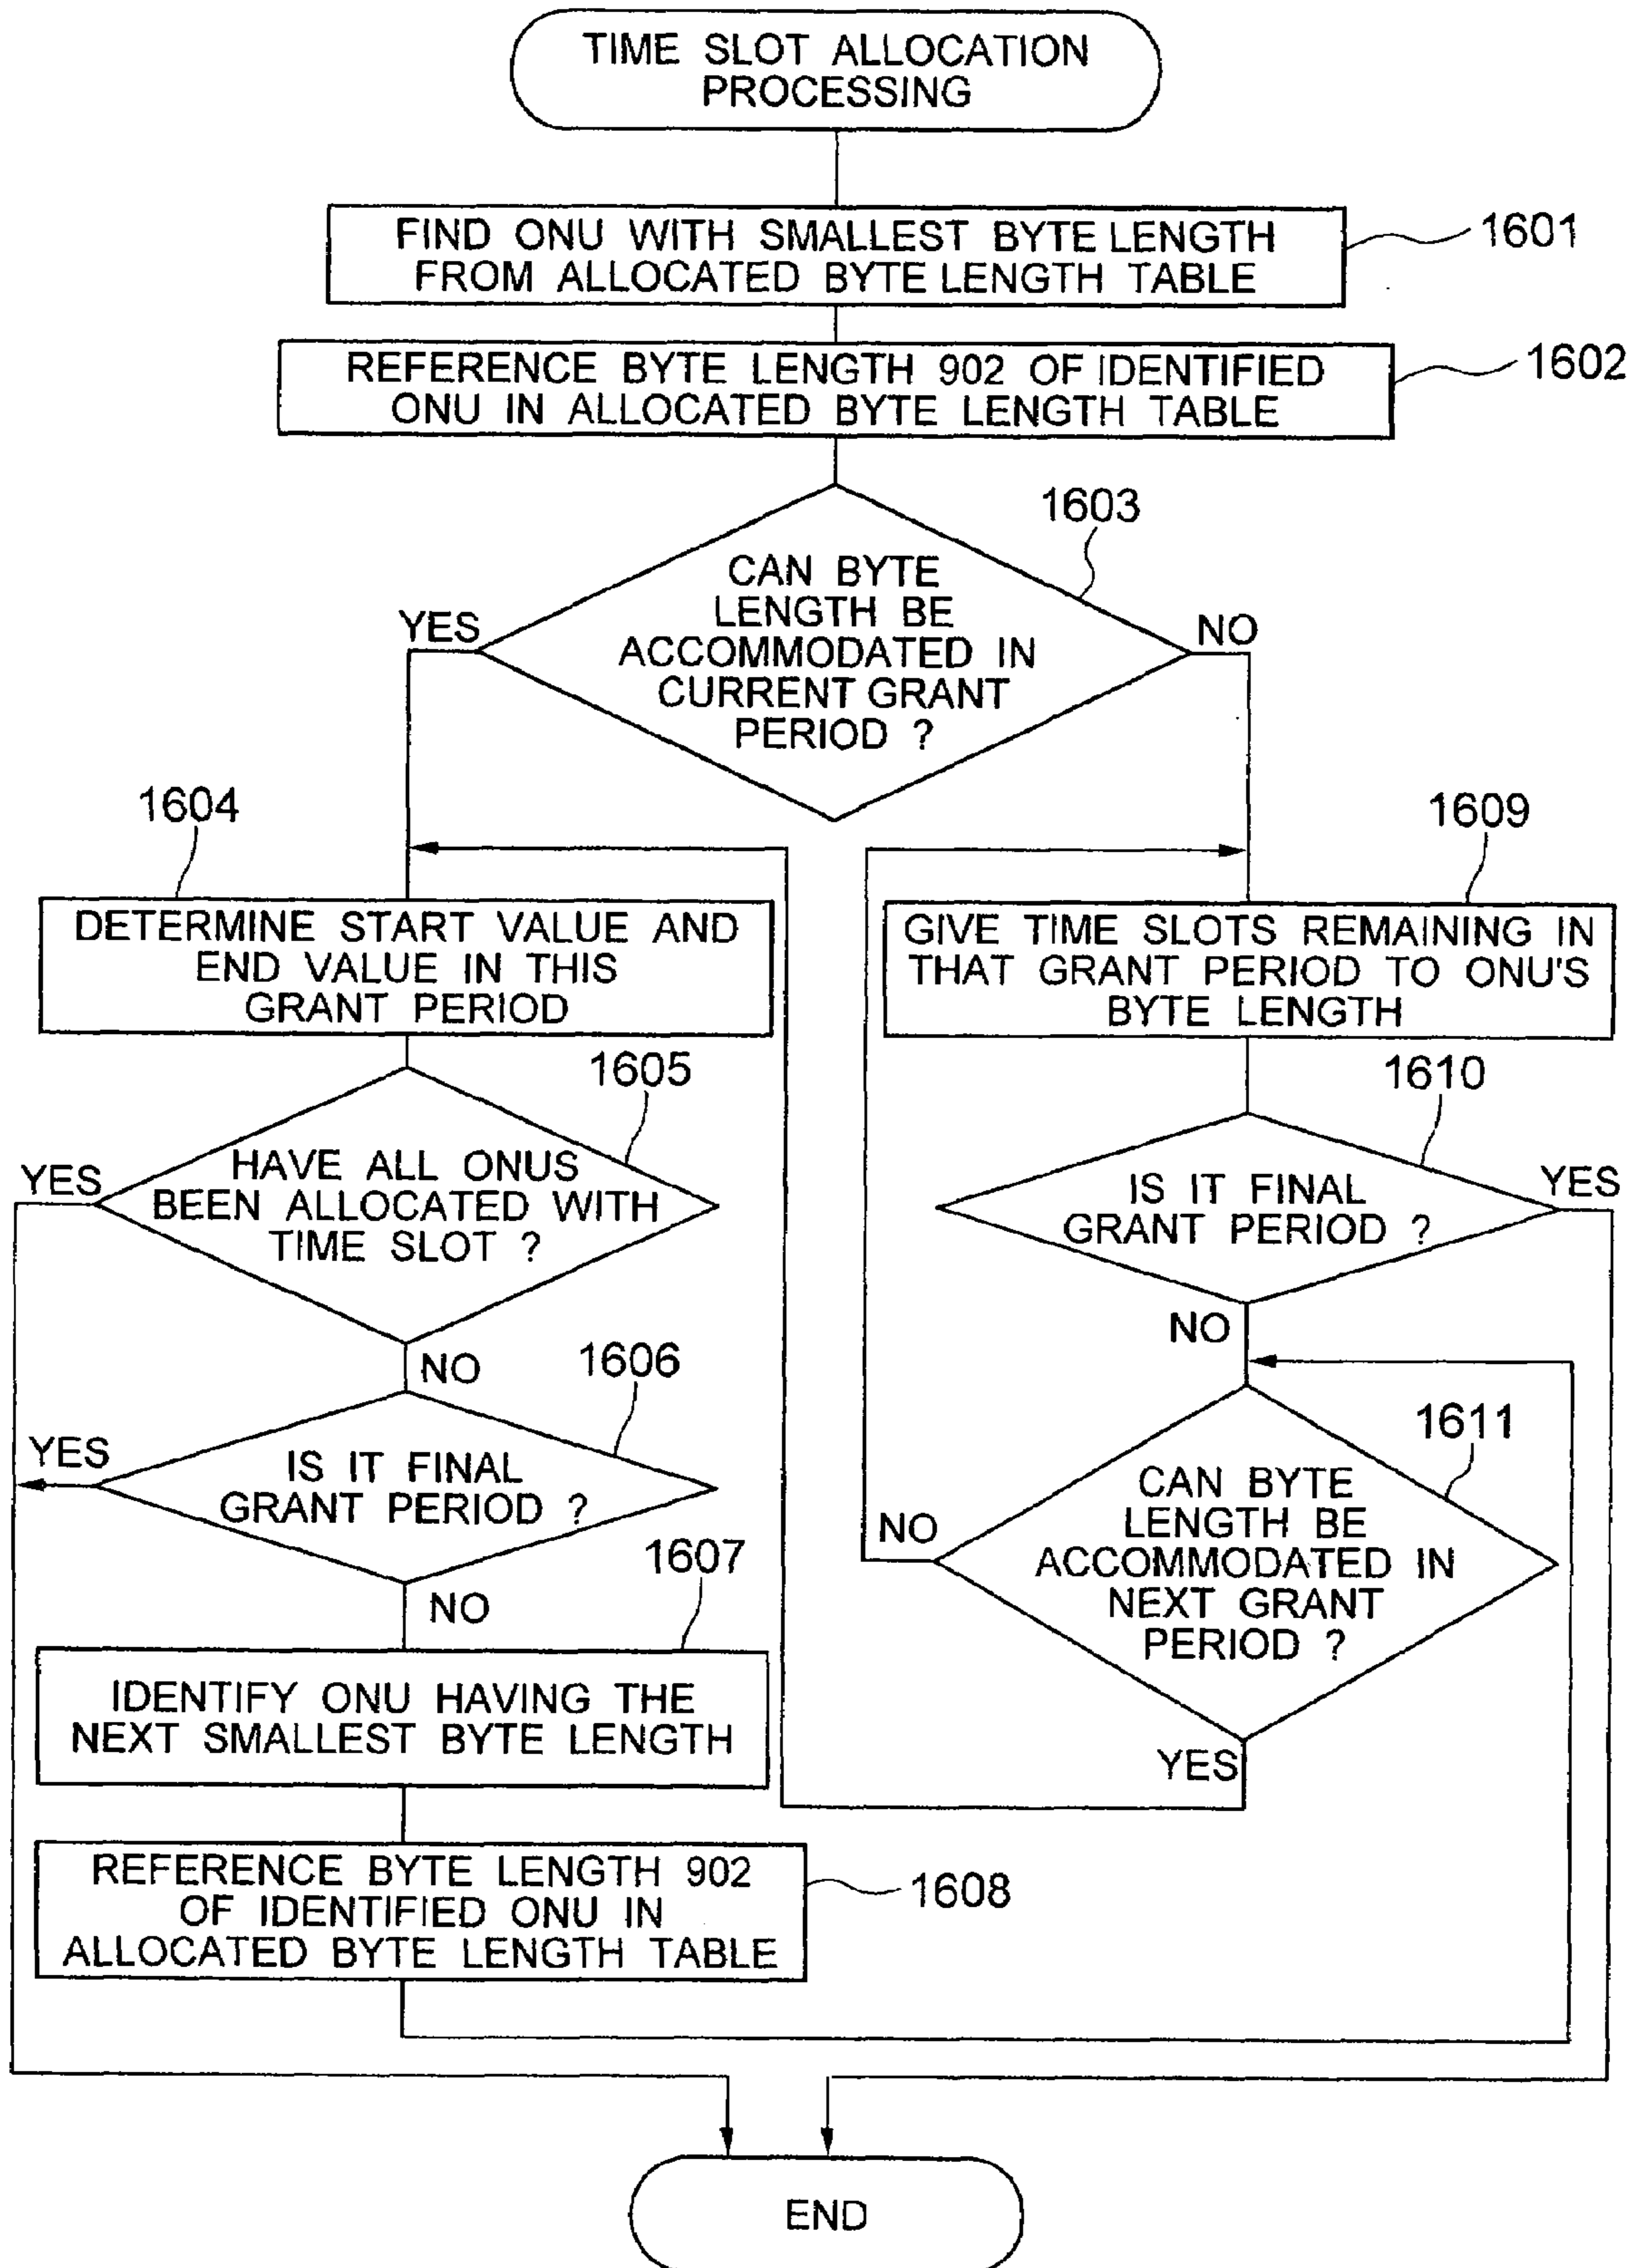 TIME SLOT ALLOCATION
PROCESSING
FIND ONU WITH SMALLEST BYTE LENGTH
FROM ALLOCATED BYTE LENGTH TABLE
1601
REFERENCE BYTE LENGTH 902 OF IDENTIFIED
ONU IN ALLOCATED BYTE LENGTH TABLE
1602
1603
CAN BYTE
LENGTH BE
ACCOMMODATED IN
CURRENT GRANT
PERIOD ?
YES
NO
1604
DETERMINE START VALUE AND
END VALUE IN THIS
GRANT PERIOD
1609
GIVE TIME SLOTS REMAINING IN
THAT GRANT PERIOD TO ONU'S
BYTE LENGTH
1605
HAVE ALL ONUS
BEEN ALLOCATED WITH
TIME SLOT ?
YES
NO
1610
IS IT FINAL
GRANT PERIOD ?
YES
NO
1606
IS IT FINAL
GRANT PERIOD ?
YES
NO
1611
CAN BYTE
LENGTH BE
ACCOMMODATED IN
NEXT GRANT
PERIOD ?
NO
YES
1607
IDENTIFY ONU HAVING THE
NEXT SMALLEST BYTE LENGTH
REFERENCE BYTE LENGTH 902
OF IDENTIFIED ONU IN
ALLOCATED BYTE LENGTH TABLE
1608
END